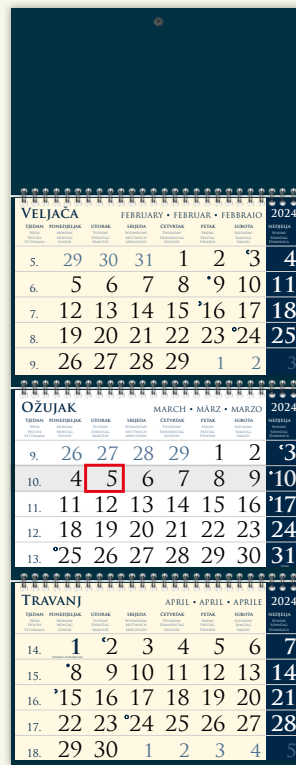 VELJAČA FEBRUARY • FEBRUAR • FEBBRAIO 2024
TJEDAN PONEDJELJAK UTORAK SRIJEDA ČETVRTAK PETAK SUBOTA NEDJELJA
5. 29 30 31 1 2 3 4
6. 5 6 7 8 9 10 11
7. 12 13 14 15 16 17 18
8. 19 20 21 22 23 24 25
9. 26 27 28 29 1 2 3
OŽUJAK MARCH • MÄRZ • MARZO 2024
TJEDAN PONEDJELJAK UTORAK SRIJEDA ČETVRTAK PETAK SUBOTA NEDJELJA
9. 26 27 28 29 1 2 3
10. 4 5 6 7 8 9 10
11. 11 12 13 14 15 16 17
12. 18 19 20 21 22 23 24
13. 25 26 27 28 29 30 31
TRAVANJ APRIL • APRIL • APRILE 2024
TJEDAN PONEDJELJAK UTORAK SRIJEDA ČETVRTAK PETAK SUBOTA NEDJELJA
14. 1 2 3 4 5 6 7
15. 8 9 10 11 12 13 14
16. 15 16 17 18 19 20 21
17. 22 23 24 25 26 27 28
18. 29 30 1 2 3 4 5